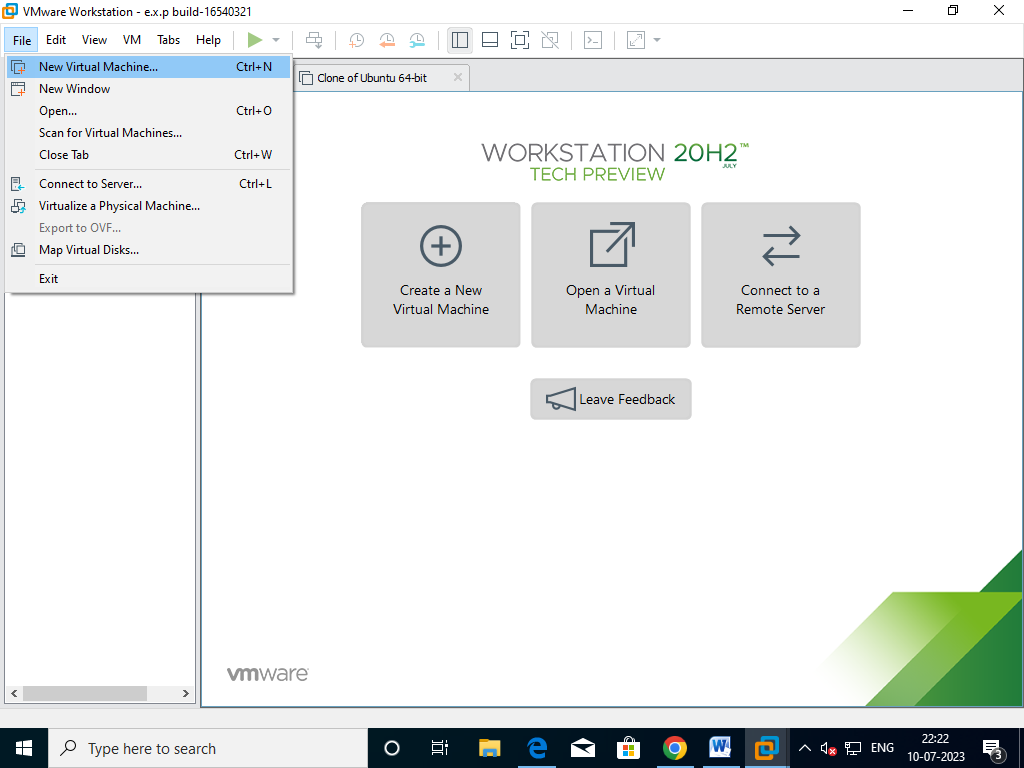 VMware Workstation - e.x.p build-16540321
File Edit View VM Tabs Help
New Virtual Machine... Ctrl+N
New Window
Open... Ctrl+O
Scan for Virtual Machines...
Close Tab Ctrl+W
Connect to Server... Ctrl+L
Virtualize a Physical Machine...
Export to OVF...
Map Virtual Disks...
Exit
Clone of Ubuntu 64-bit
WORKSTATION 20H2™
JULY
TECH PREVIEW
Create a New
Virtual Machine
Open a Virtual
Machine
Connect to a
Remote Server
Leave Feedback
vmware
Type here to search
ENG
22:22
10-07-2023
3